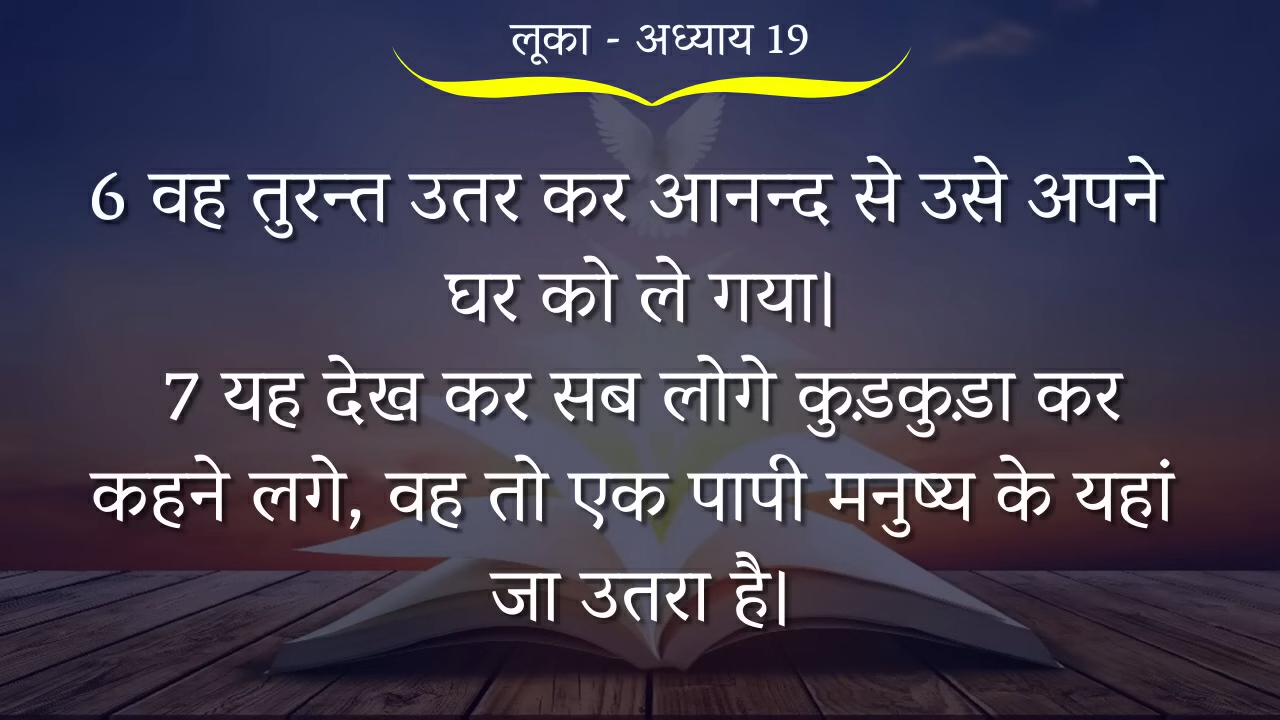 लूका - अध्याय 19
6 वह तुरन्त उतर कर आनन्द से उसे अपने
घर को ले गया।
7 यह देख कर सब लोगे कुड़कुड़ा कर
कहने लगे, वह तो एक पापी मनुष्य के यहां
जा उतरा है।